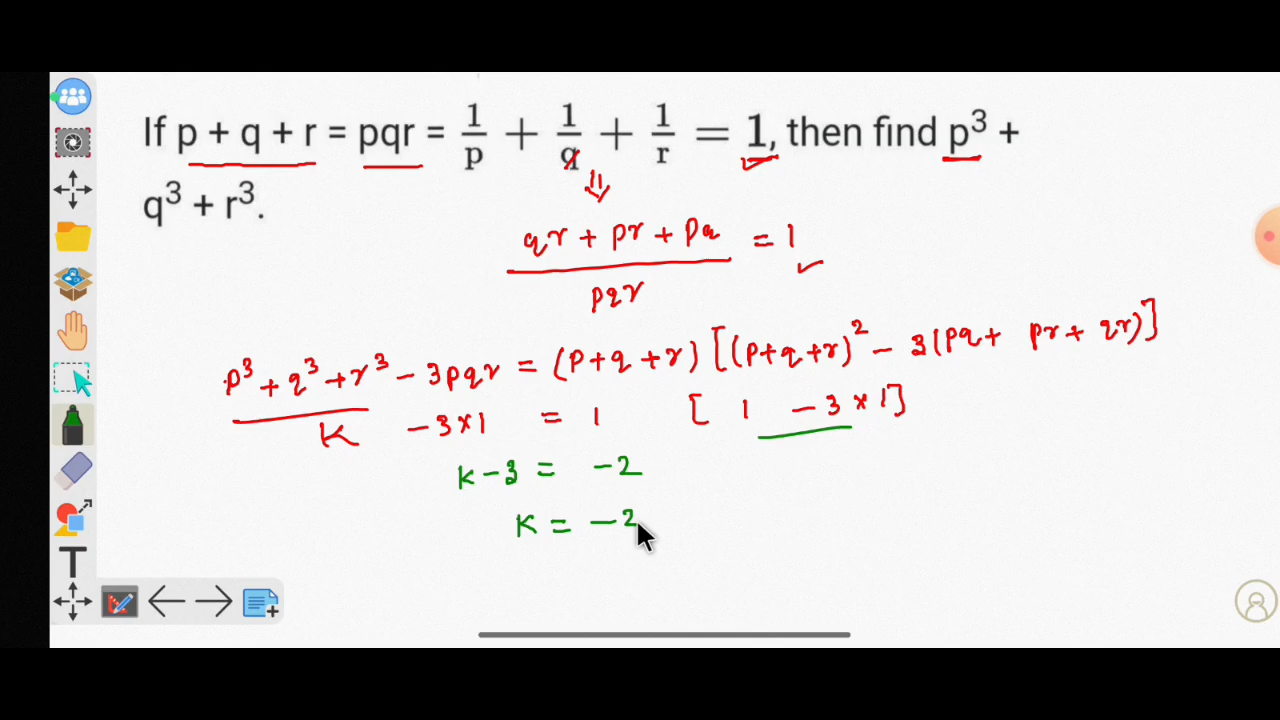 If p + q + r = pqr = 1/p + 1/q + 1/r = 1, then find p³ +
q³ + r³.
qr + pr + pq / pqr = 1
p³ + q³ + r³ - 3pqr = (p+q+r) [(p+q+r)² - 3(pq + pr + qr)]
K - 3×1 = 1 [ 1 - 3×1]
K - 3 = -2
K = -2
T